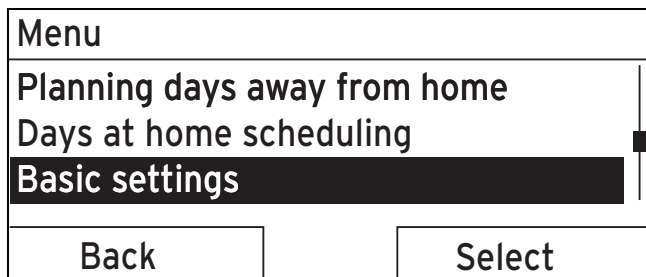 Menu
Planning days away from home
Days at home scheduling
Basic settings
Back Select